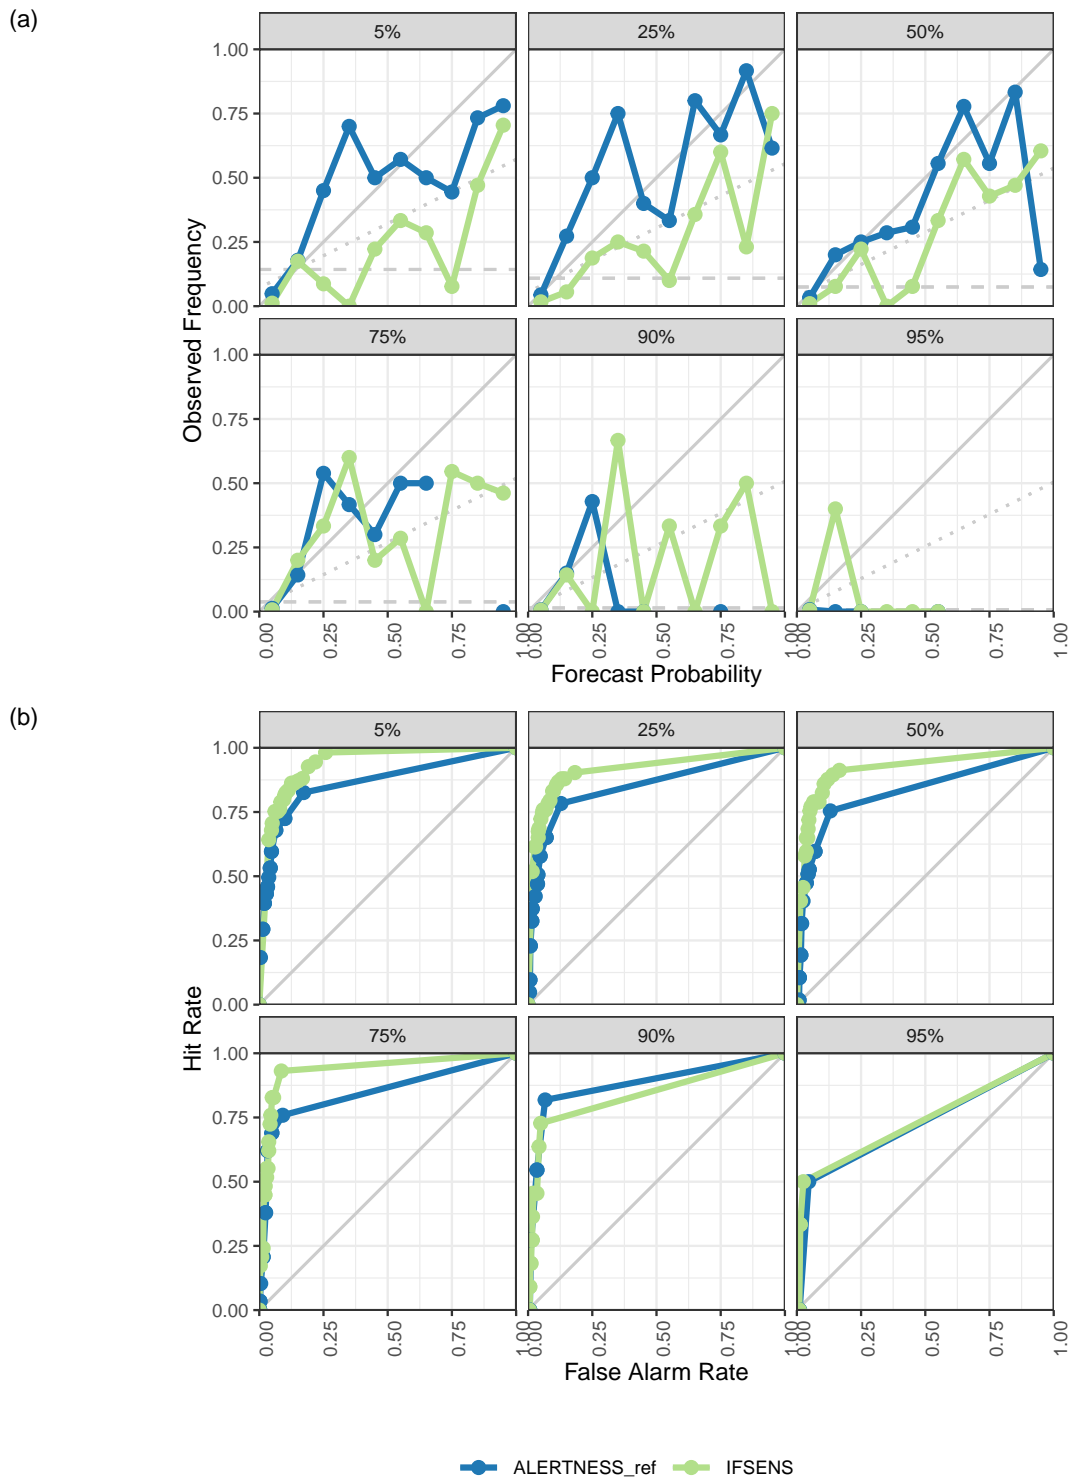 (a)
5% 25% 50%
1.00
0.75
0.50
0.25
0.00
75% 90% 95%
1.00
0.75
0.50
0.25
0.00
Observed Frequency
0.00 0.25 0.50 0.75 1.00 0.00 0.25 0.50 0.75 1.00 0.00 0.25 0.50 0.75 1.00
Forecast Probability
(b)
5% 25% 50%
1.00
0.75
0.50
0.25
0.00
75% 90% 95%
1.00
0.75
0.50
0.25
0.00
Hit Rate
0.00 0.25 0.50 0.75 1.00 0.00 0.25 0.50 0.75 1.00 0.00 0.25 0.50 0.75 1.00
False Alarm Rate
ALERTNESS_ref IFSENS